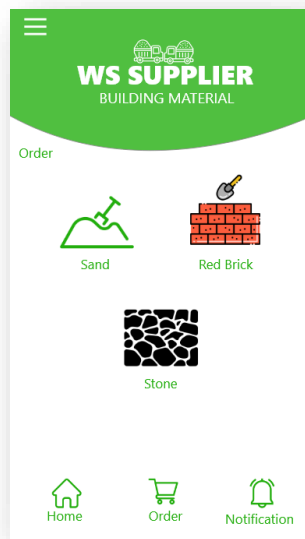 WS SUPPLIER
BUILDING MATERIAL
Order
Sand
Red Brick
Stone
Home
Order
Notification